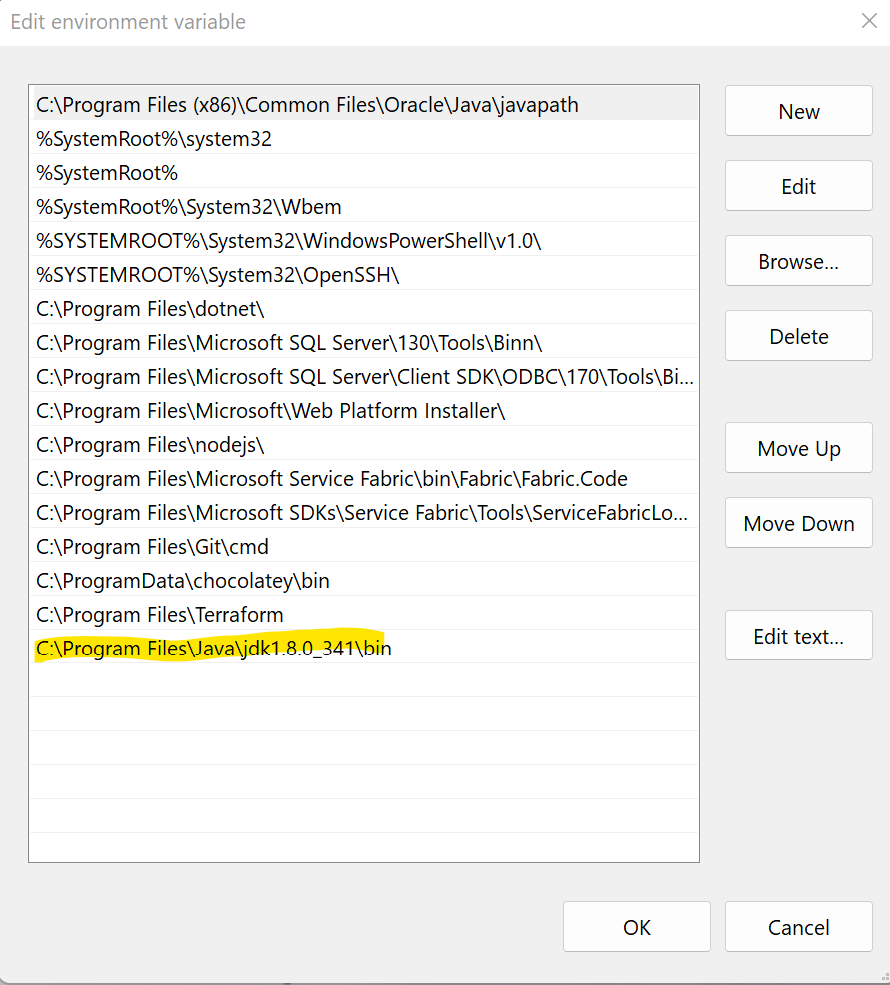 Edit environment variable
C:\Program Files (x86)\Common Files\Oracle\Java\javapath
%SystemRoot%\system32
%SystemRoot%
%SystemRoot%\System32\Wbem
%SYSTEMROOT%\System32\WindowsPowerShell\v1.0\
%SYSTEMROOT%\System32\OpenSSH\
C:\Program Files\dotnet\
C:\Program Files\Microsoft SQL Server\130\Tools\Binn\
C:\Program Files\Microsoft SQL Server\Client SDK\ODBC\170\Tools\Bi...
C:\Program Files\Microsoft\Web Platform Installer\
C:\Program Files\nodejs\
C:\Program Files\Microsoft Service Fabric\bin\Fabric\Fabric.Code
C:\Program Files\Microsoft SDKs\Service Fabric\Tools\ServiceFabricLo...
C:\Program Files\Git\cmd
C:\ProgramData\chocolatey\bin
C:\Program Files\Terraform
C:\Program Files\Java\jdk1.8.0_341\bin
New
Edit
Browse...
Delete
Move Up
Move Down
Edit text...
OK
Cancel